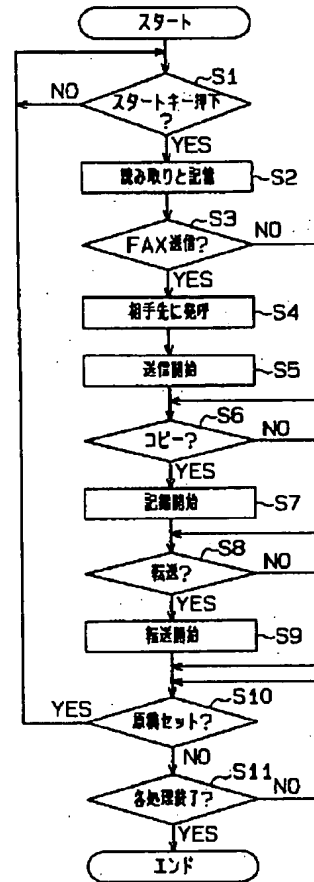 スタート
S1
NO
スタートキー押下
?
YES
S2
読み取りと記憶
S3
NO
FAX送信?
YES
相手先に発呼
S4
送信開始
S5
S6
コピー?
NO
YES
記録開始
S7
S8
転送?
NO
YES
転送開始
S9
S10
YES
原稿セット?
NO
S11
各処理終了?
NO
YES
エンド